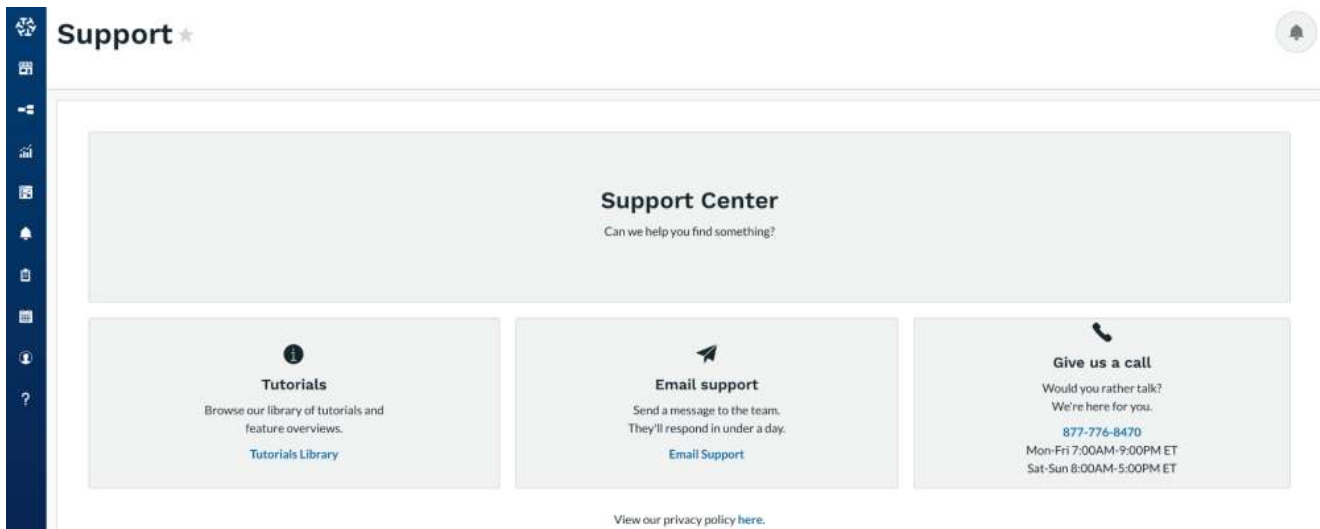 Support
Support Center
Can we help you find something?
Tutorials
Browse our library of tutorials and
feature overviews.
Tutorials Library
Email support
Send a message to the team.
They'll respond in under a day.
Email Support
Give us a call
Would you rather talk?
We're here for you.
877-776-8470
Mon-Fri 7:00AM-9:00PM ET
Sat-Sun 8:00AM-5:00PM ET
View our privacy policy here.